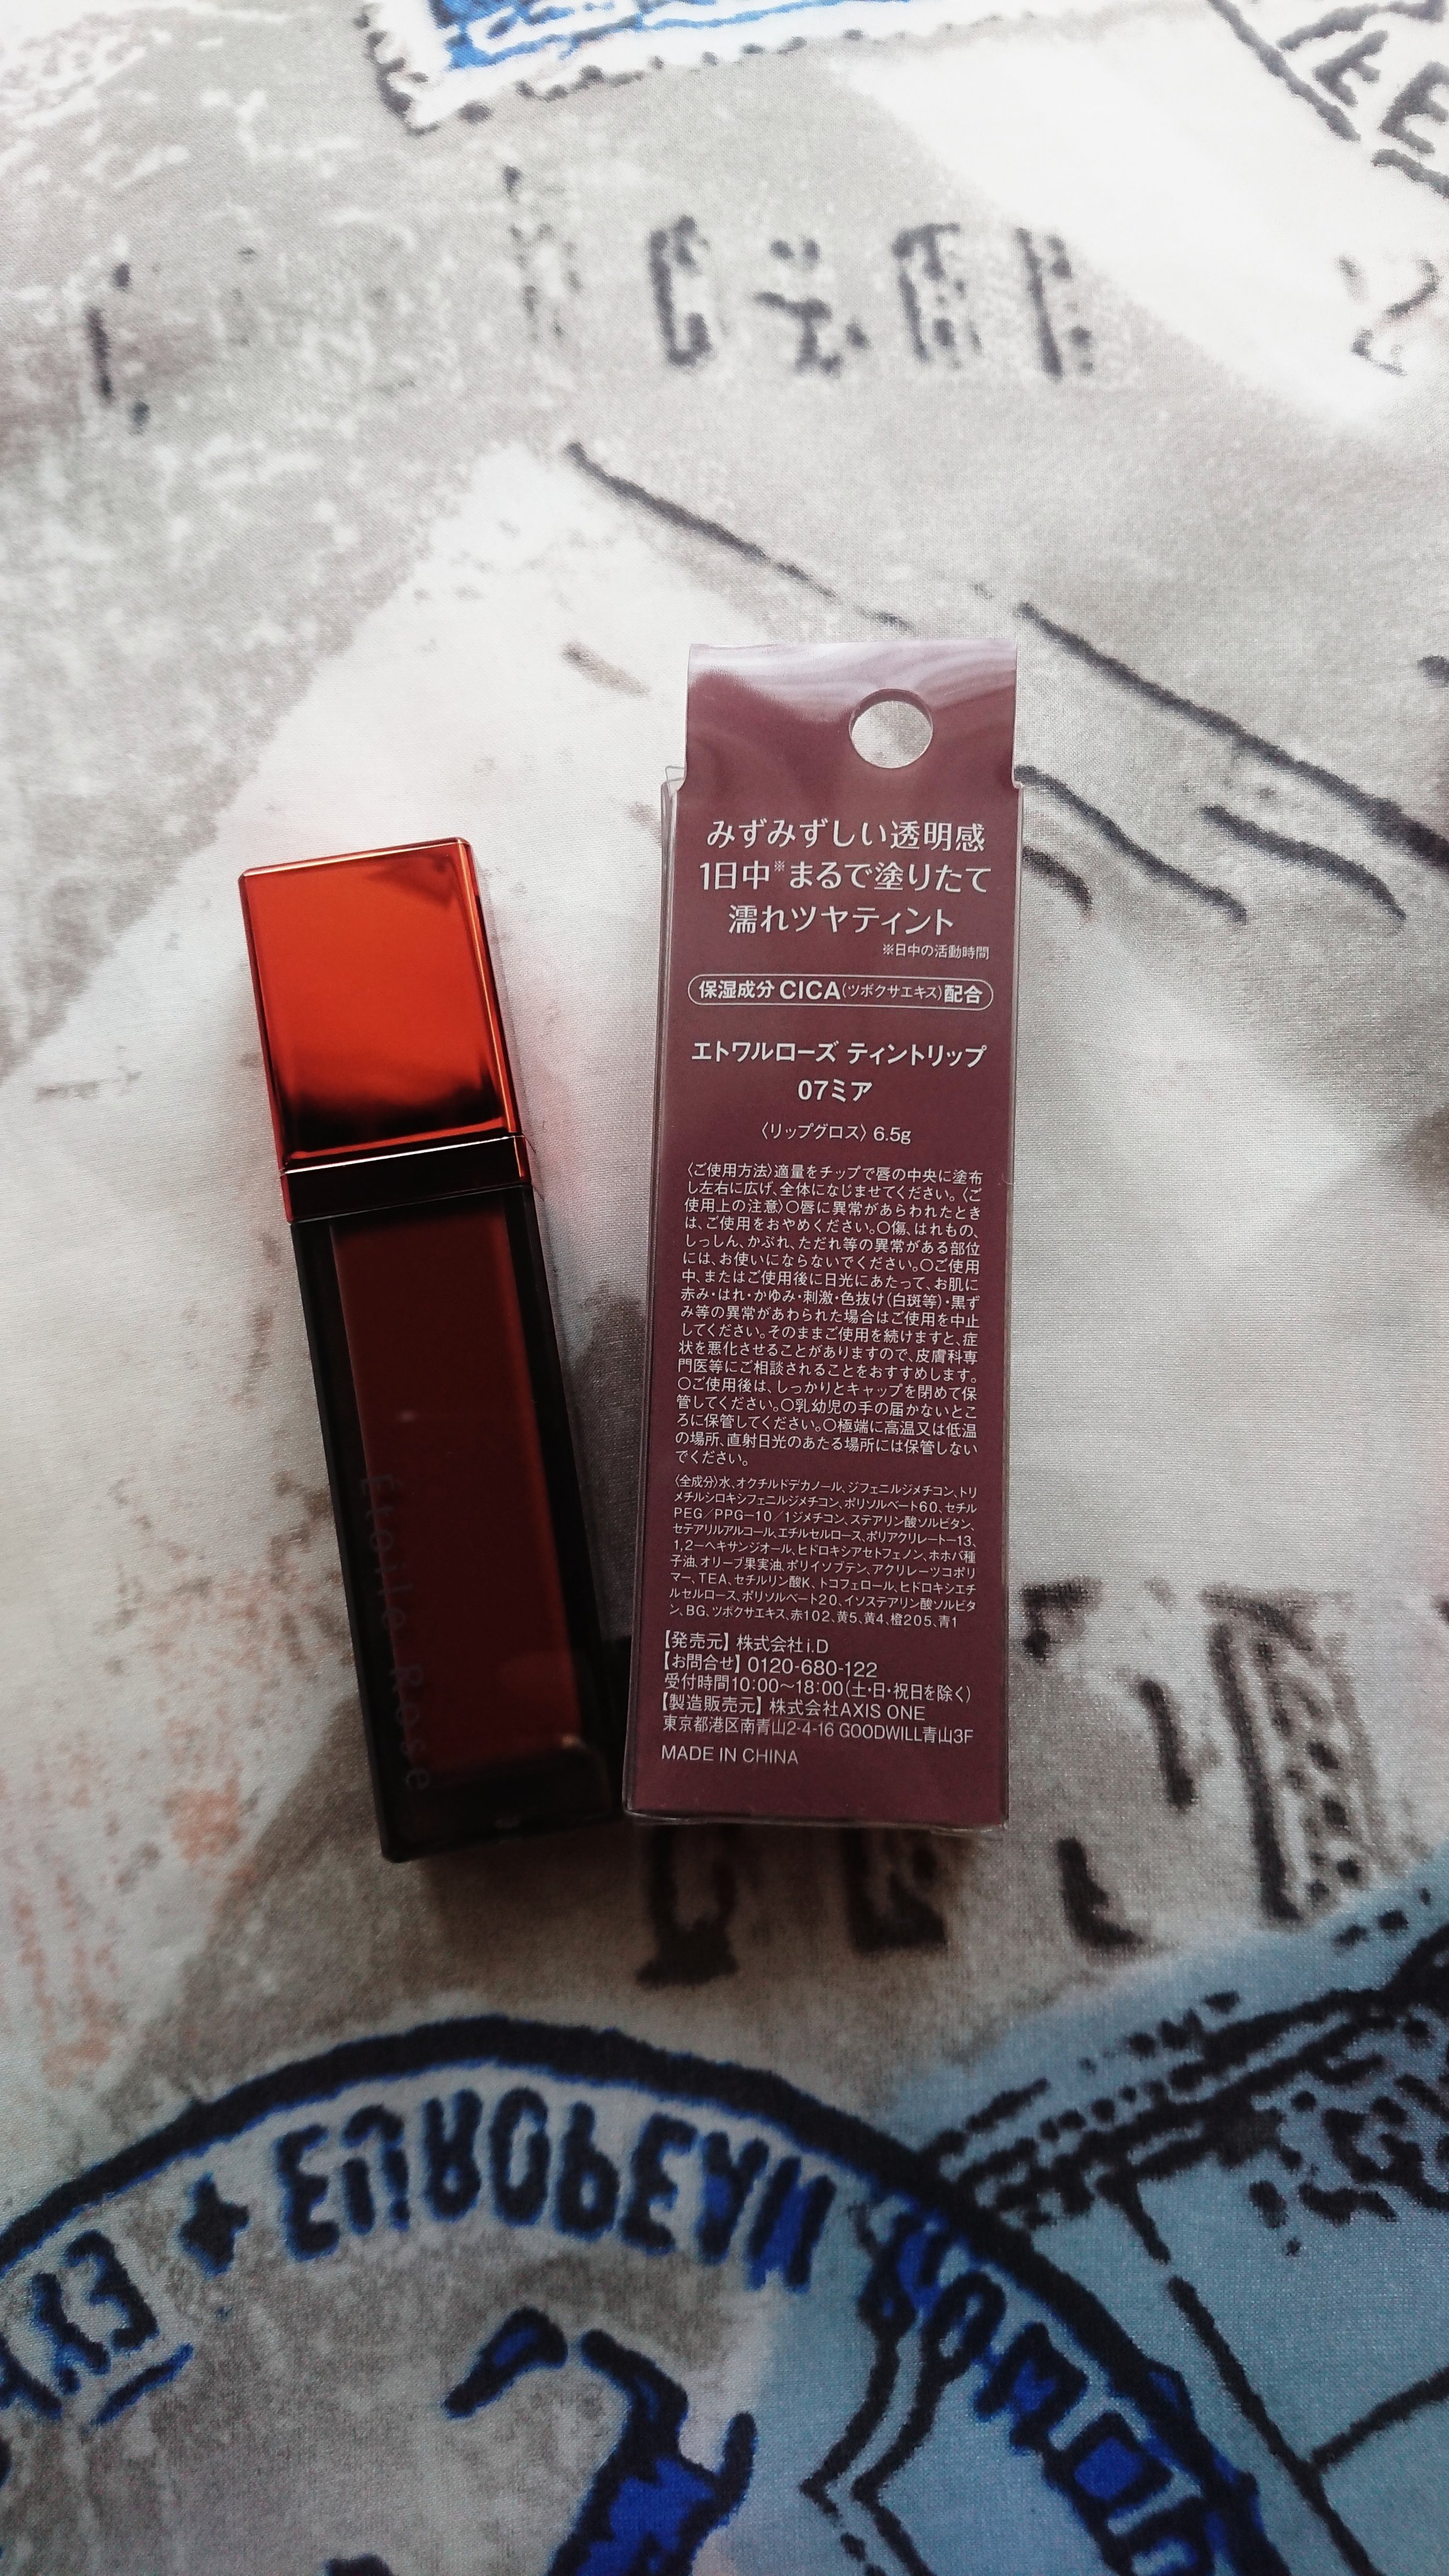 みずみずしい透明感
1日中※まるで塗りたて
濡れツヤティント
※日中の活動時間
保湿成分CICA(ツボクサエキス)配合
エトワルローズ ティントリップ
07ミア
〈リップグロス〉6.5g
〈ご使用方法〉適量をチップで唇の中央に塗布
し左右に広げ、全体になじませてください。〈ご
使用上の注意〉○唇に異常があらわれたとき
は、ご使用をおやめください。○傷、はれもの、
しっしん、かぶれ、ただれ等の異常がある部位
には、お使いにならないでください。○ご使用
中、またはご使用後に日光にあたって、お肌に
赤み・はれ・かゆみ・刺激・色抜け(白斑等)・黒ず
み等の異常があわられた場合はご使用を中止
してください。そのままご使用を続けますと、症
状を悪化させることがありますので、皮膚科専
門医等にご相談されることをおすすめします。
○ご使用後は、しっかりとキャップを閉めて保
管してください。○乳幼児の手の届かないとこ
ろに保管してください。○極端に高温又は低温
の場所、直射日光のあたる場所には保管しない
でください。
〈全成分〉水、オクチルドデカノール、ジフェニルジメチコン、トリ
メチルシロキシフェニルジメチコン、ポリソルベート60、セチル
PEG/PPG-10/1ジメチコン、ステアリン酸ソルビタン、
セテアリルアルコール、エチルセルロース、ポリアクリレートー13、
1,2-ヘキサンジオール、ヒドロキシアセトフェノン、ホホバ種
子油、オリーブ果実油、ポリイソブテン、アクリレーツコポリ
マー、TEA、セチルリン酸K、トコフェロール、ヒドロキシエチ
ルセルロース、ポリソルベート20、イソステアリン酸ソルビタ
ン、BG、ツボクサエキス、赤102、黄5、黄4、橙205、青1
【発売元】株式会社i.D
【お問合せ】0120-680-122
受付時間10:00～18:00(土・日・祝日を除く)
【製造販売元】株式会社AXIS ONE
東京都港区南青山2-4-16 GOODWILL青山3F
MADE IN CHINA
Étoile Rose
EUROPEAN